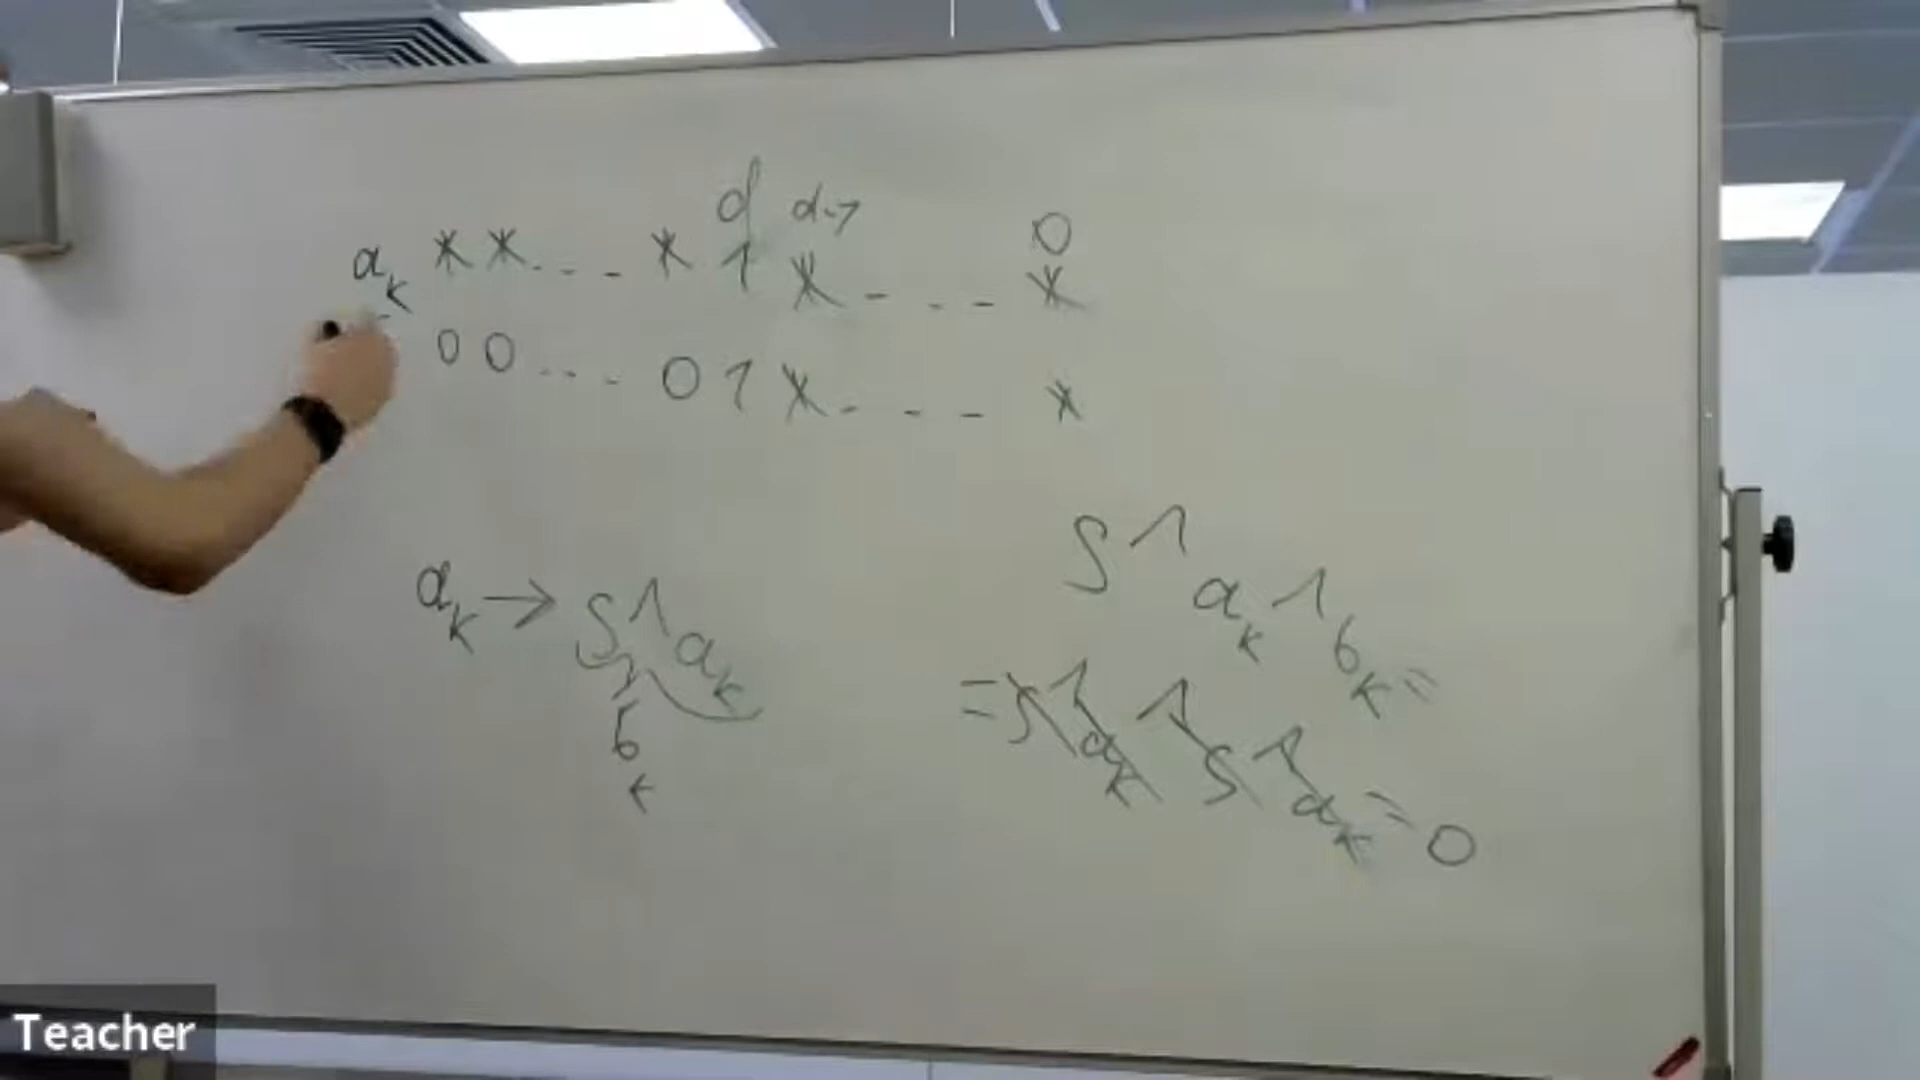 d d-1 0
a_k * * . . . * 1 * - - - *
0 0 . . . 0 1 * - - - *
a_k → S ^ a_k
b_k
S ^ a_k ^ b_k =
= S ^ a_k ^ S ^ a_k = 0
Teacher